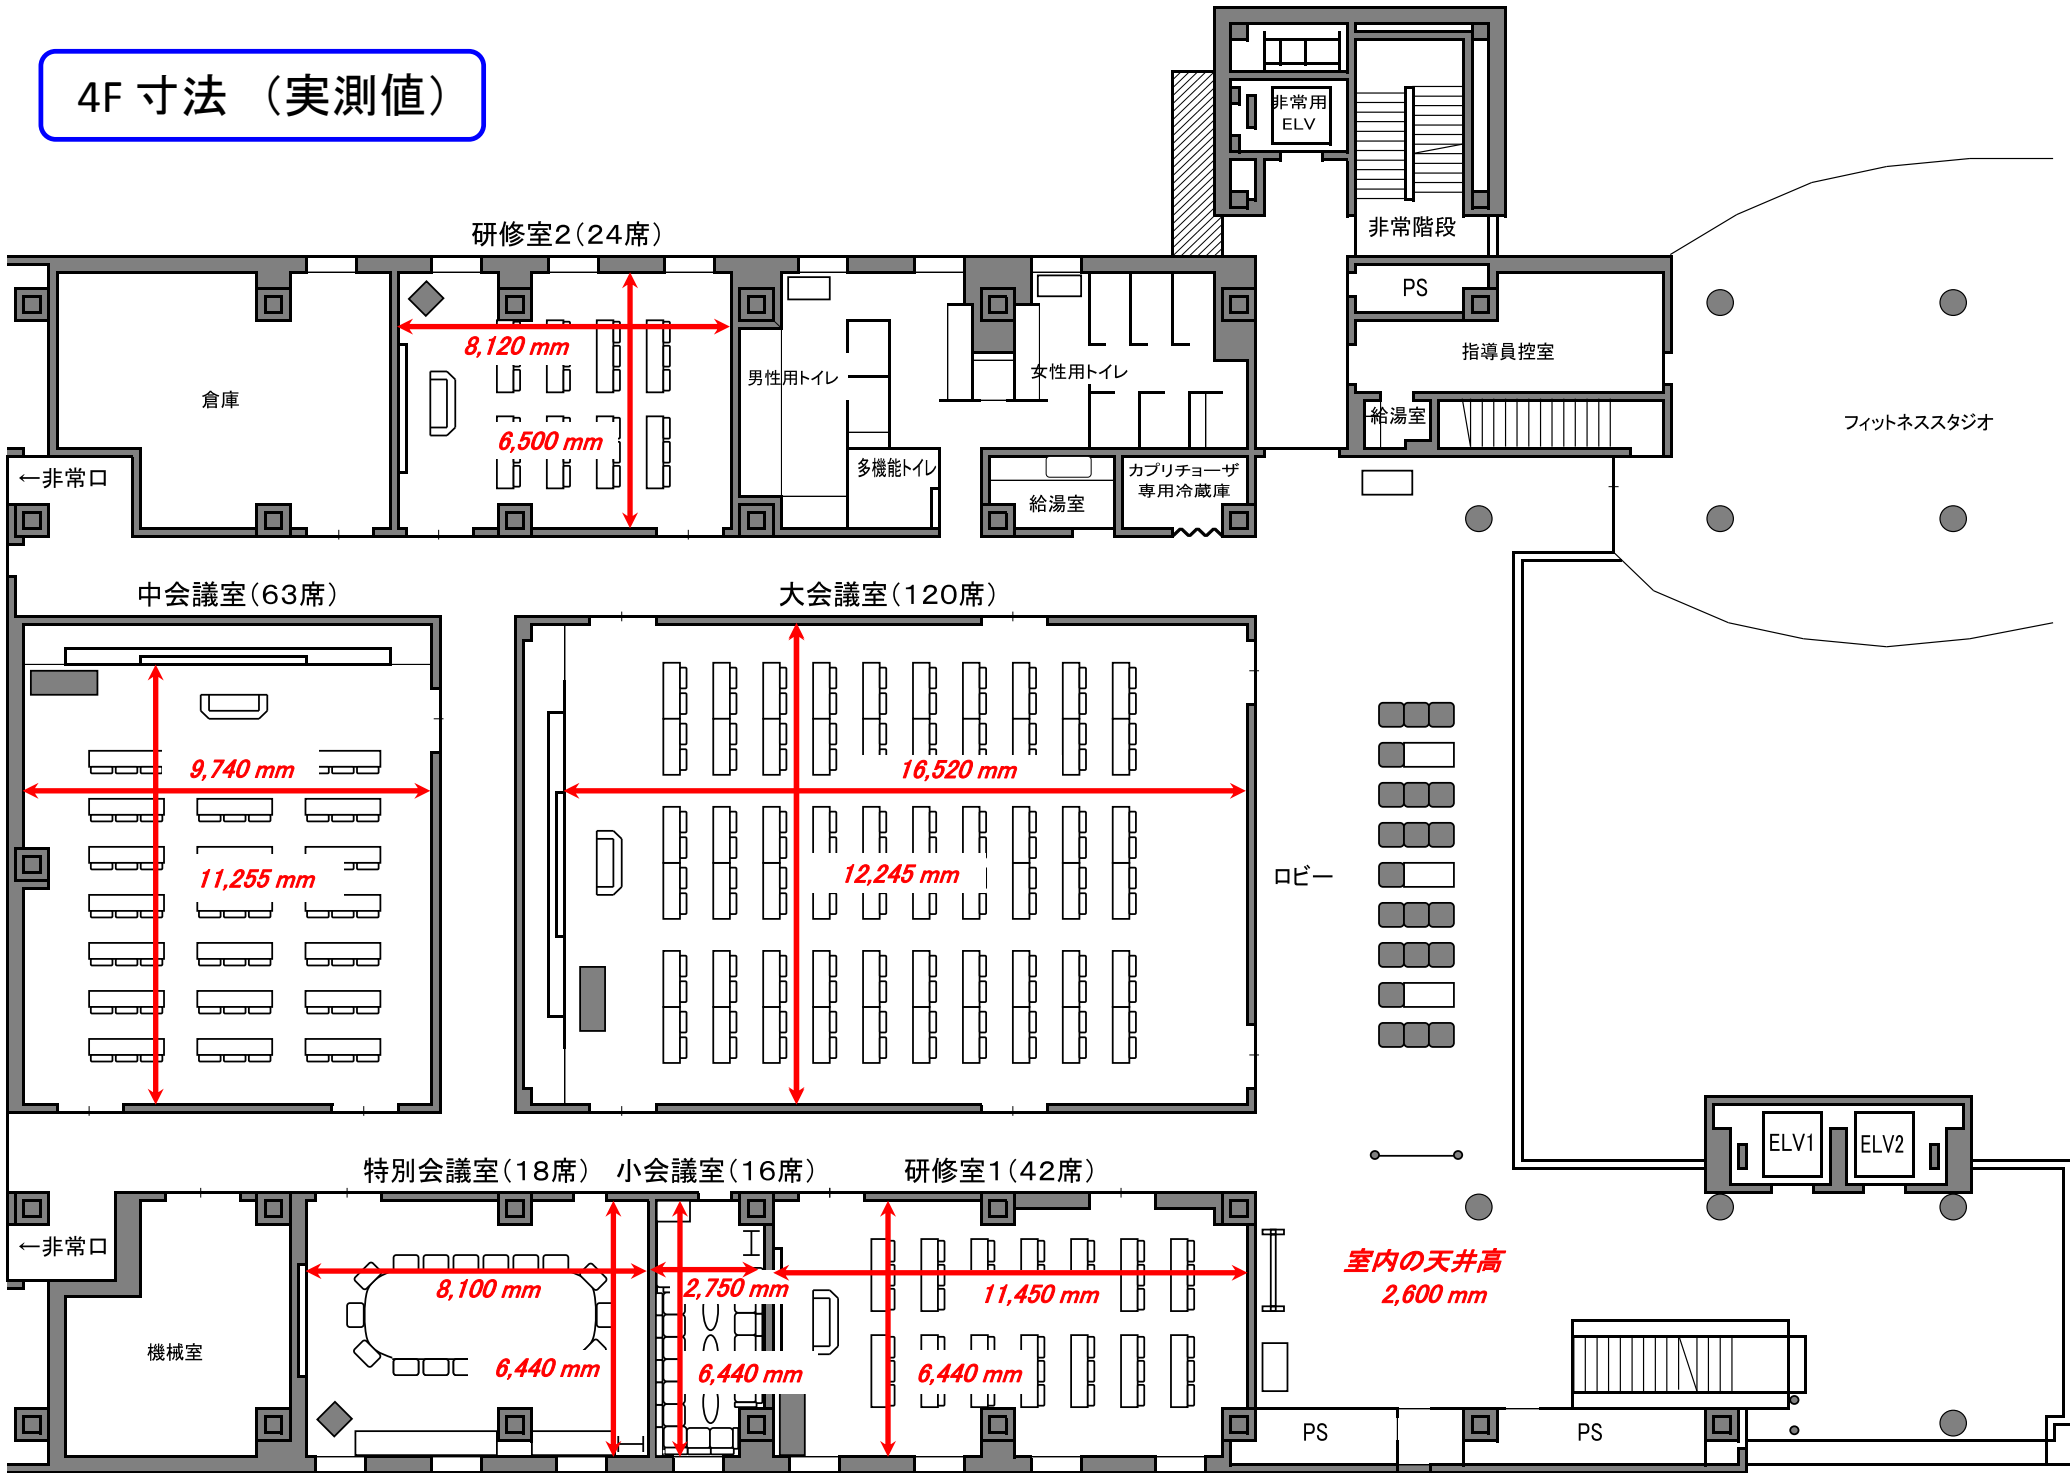 4F 寸法 （実測値）
非常用
ELV
非常階段
研修室2(24席)
PS
8,120 mm
指導員控室
男性用トイレ
女性用トイレ
倉庫
給湯室
フィットネススタジオ
6,500 mm
多機能トイレ
カプリチョーザ
専用冷蔵庫
←非常口
給湯室
中会議室(63席)
大会議室(120席)
9,740 mm
16,520 mm
11,255 mm
12,245 mm
ロビー
ELV1
ELV2
特別会議室(18席)
小会議室(16席)
研修室1(42席)
←非常口
室内の天井高
2,600 mm
8,100 mm
2,750 mm
11,450 mm
機械室
6,440 mm
6,440 mm
6,440 mm
PS
PS